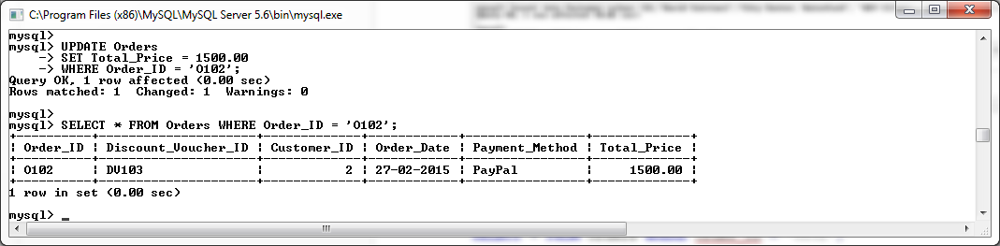 C:\Program Files (x86)\MySQL\MySQL Server 5.6\bin\mysql.exe
mysql>
mysql> UPDATE Orders
    -> SET Total_Price = 1500.00
    -> WHERE Order_ID = 'O102';
Query OK, 1 row affected (0.00 sec)
Rows matched: 1  Changed: 1  Warnings: 0
mysql>
mysql> SELECT * FROM Orders WHERE Order_ID = 'O102';
+----------+---------------------+-------------+------------+----------------+-------------+
¦ Order_ID ¦ Discount_Voucher_ID ¦ Customer_ID ¦ Order_Date ¦ Payment_Method ¦ Total_Price ¦
+----------+---------------------+-------------+------------+----------------+-------------+
¦ O102     ¦ DV103               ¦           2 ¦ 27-02-2015 ¦ PayPal         ¦     1500.00 ¦
+----------+---------------------+-------------+------------+----------------+-------------+
1 row in set (0.00 sec)
mysql> _